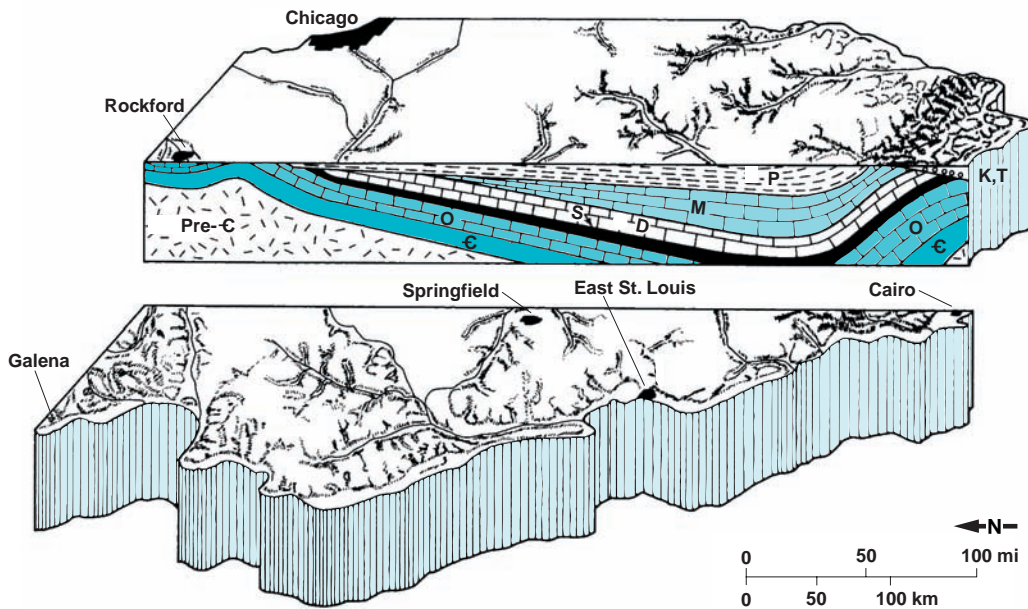 Chicago
Rockford
P
K,T
M
S
D
O
O
Pre-Є
Є
Є
Springfield
East St. Louis
Cairo
Galena
N
0 50 100 mi
0 50 100 km